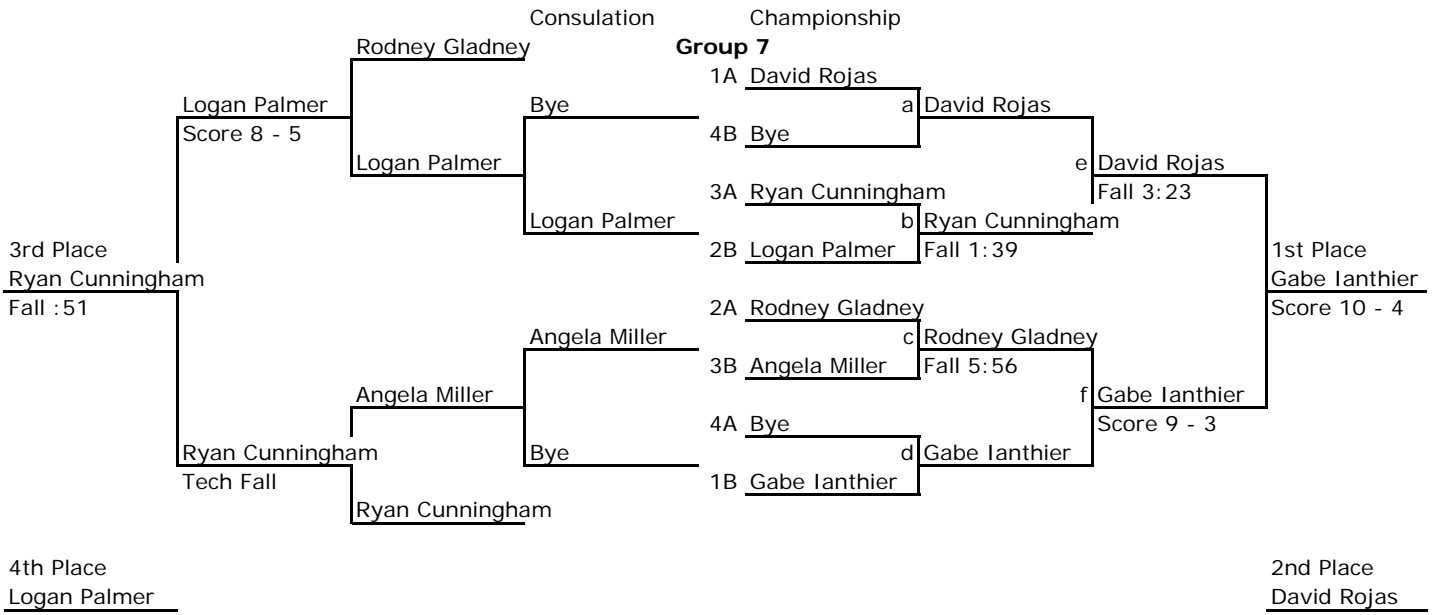 Consulation Championship
Rodney Gladney Group 7
1A David Rojas
Logan Palmer Bye a David Rojas
Score 8 - 5 4B Bye
Logan Palmer e David Rojas
3A Ryan Cunningham Fall 3:23
Logan Palmer b Ryan Cunningham
3rd Place 2B Logan Palmer Fall 1:39 1st Place
Ryan Cunningham Gabe Ianthier
Fall :51 2A Rodney Gladney Score 10 - 4
Angela Miller c Rodney Gladney
3B Angela Miller Fall 5:56
Angela Miller f Gabe Ianthier
4A Bye Score 9 - 3
Ryan Cunningham Bye d Gabe Ianthier
Tech Fall 1B Gabe Ianthier
Ryan Cunningham
4th Place 2nd Place
Logan Palmer David Rojas